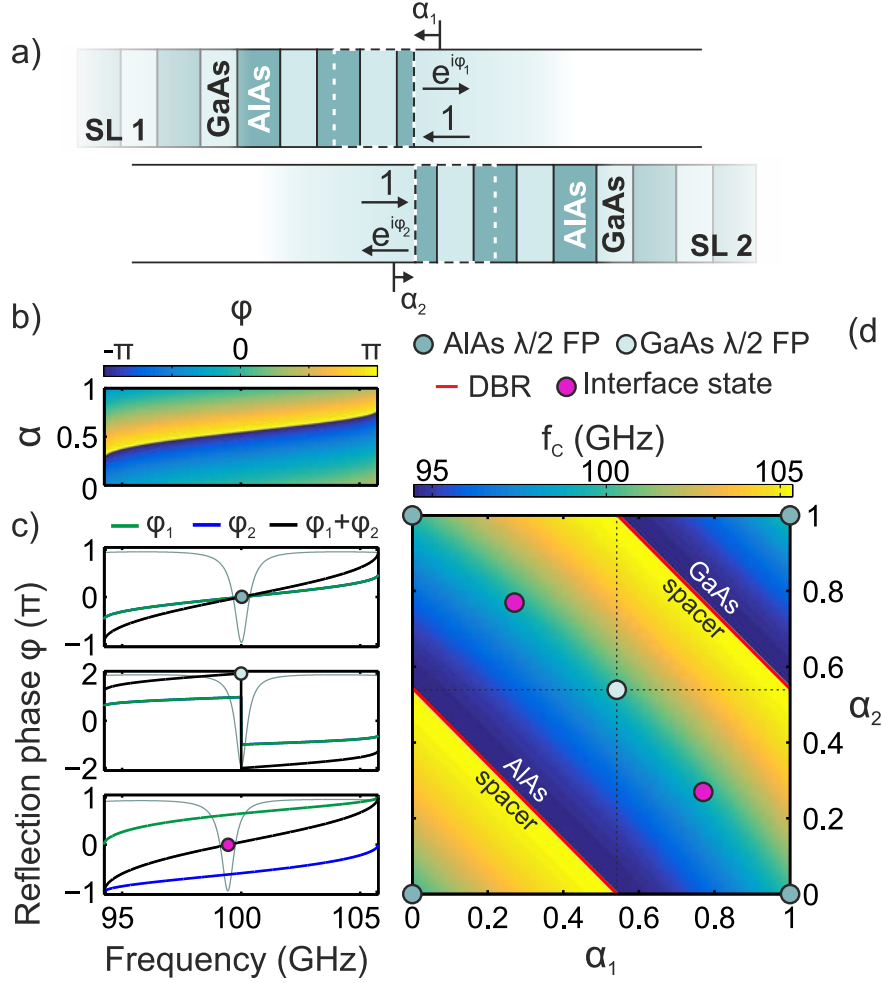 a)
α₁
SL 1
GaAs
AlAs
e^{iφ₁}
1
1
e^{iφ₂}
AlAs
GaAs
SL 2
α₂
b)
φ
-π 0 π
α
1
0.5
0
c)
φ₁ φ₂ φ₁+φ₂
Reflection phase φ (π)
1
0
−1
2
0
−2
1
0
−1
95 100 105
Frequency (GHz)
(d
AlAs λ/2 FP GaAs λ/2 FP
DBR Interface state
f_c (GHz)
95 100 105
GaAs
spacer
AlAs
spacer
1
0.8
0.6
0.4
0.2
0
α₂
0 0.2 0.4 0.6 0.8 1
α₁